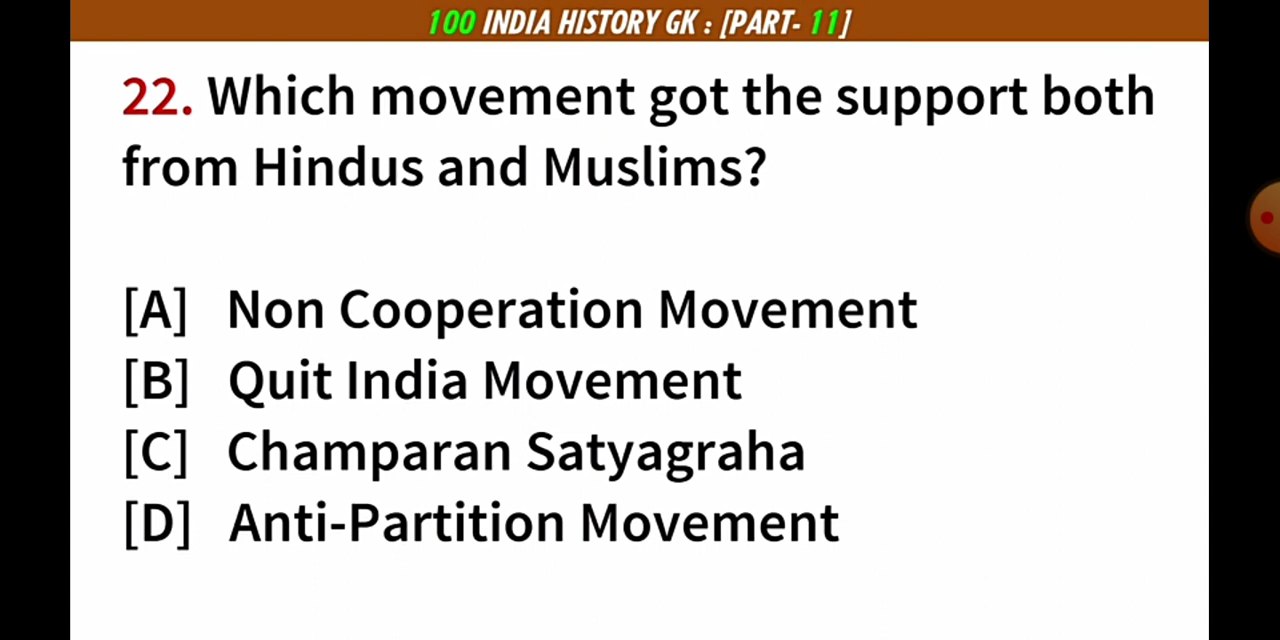 100 INDIA HISTORY GK : [PART- 11]
22. Which movement got the support both
from Hindus and Muslims?
[A] Non Cooperation Movement
[B] Quit India Movement
[C] Champaran Satyagraha
[D] Anti-Partition Movement